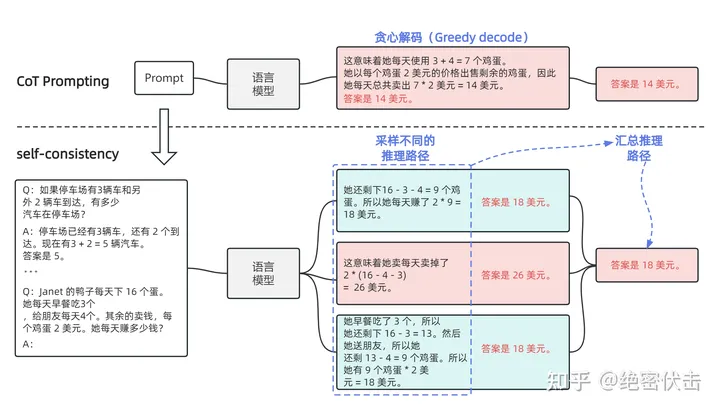 贪心解码（Greedy decode）
CoT Prompting
Prompt
语言
模型
这意味着她每天使用 3 + 4 = 7 个鸡蛋。
她以每个鸡蛋 2 美元的价格出售剩余的鸡蛋，因此
她每天总共卖出 7 * 2 美元 = 14 美元。
答案是 14 美元。
答案是 14 美元。
self-consistency
采样不同的
推理路径
汇总推理
路径
Q：如果停车场有3辆车和另
外 2 辆车到达，有多少
汽车在停车场？
A：停车场已经有3辆车，还有 2 个到
达。现在有3 + 2 = 5 辆汽车。
答案是 5。
...
Q：Janet 的鸭子每天下 16 个蛋。
她每天早餐吃3个
，给朋友每天4个。其余的卖钱，每
个鸡蛋 2 美元。她每天赚多少钱？
A：
语言
模型
她还剩下16 - 3 - 4 = 9 个鸡
蛋。所以她每天赚了 2 * 9 =
18 美元。
答案是 18 美元。
这意味着她卖每天卖掉了
2 * (16 - 4 - 3)
= 26 美元。
答案是 26 美元。
她早餐吃了 3 个，所以
她还剩下 16 - 3 = 13。然后
她送朋友，所以她
还剩 13 - 4 = 9 个鸡蛋。所以
她有 9 个鸡蛋 * 2 美
元 = 18 美元。
答案是 18 美元。
答案是 18 美元。
知乎 @绝密伏击